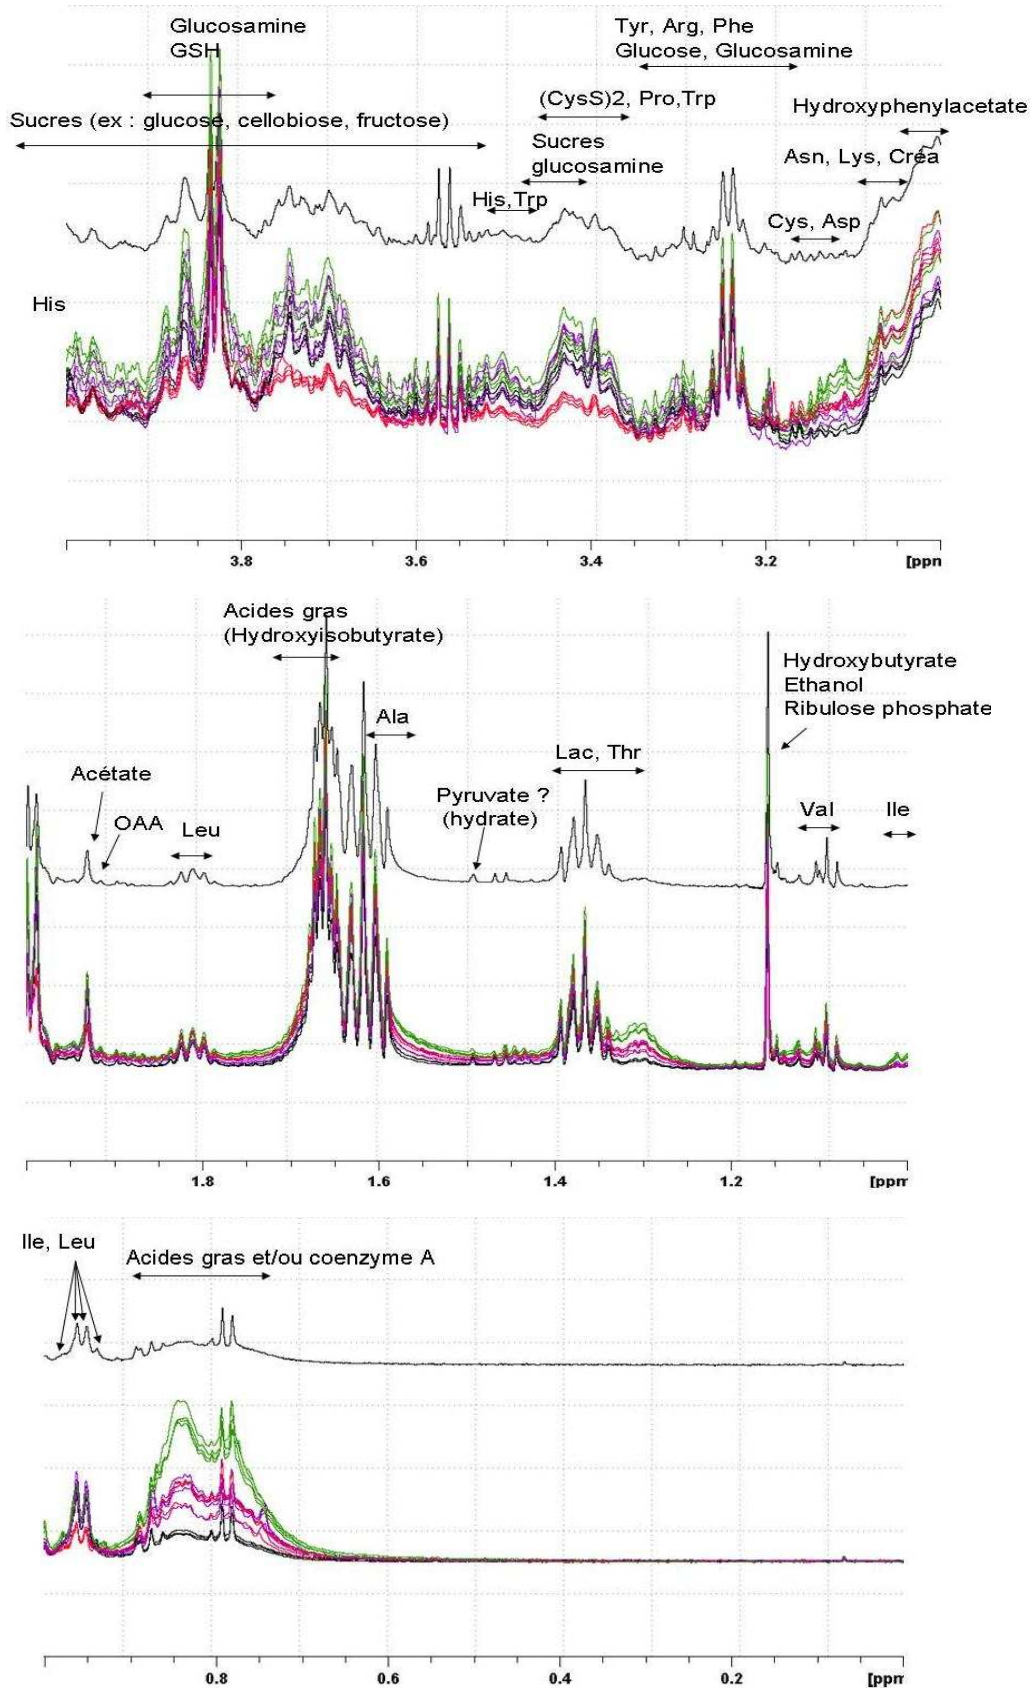 Glucosamine
GSH
Tyr, Arg, Phe
Glucose, Glucosamine
(CysS)2, Pro,Trp
Hydroxyphenylacetate
Sucres (ex : glucose, cellobiose, fructose)
Sucres
glucosamine
Asn, Lys, Créa
His,Trp
Cys, Asp
His
3.8
3.6
3.4
3.2
[ppn
Acides gras
(Hydroxyisobutyrate)
Hydroxybutyrate
Ethanol
Ribulose phosphate
Ala
Lac, Thr
Acétate
Pyruvate ?
(hydrate)
OAA
Leu
Val
Ile
1.8
1.6
1.4
1.2
[ppm
Ile, Leu
Acides gras et/ou coenzyme A
0.8
0.6
0.4
0.2
[ppm